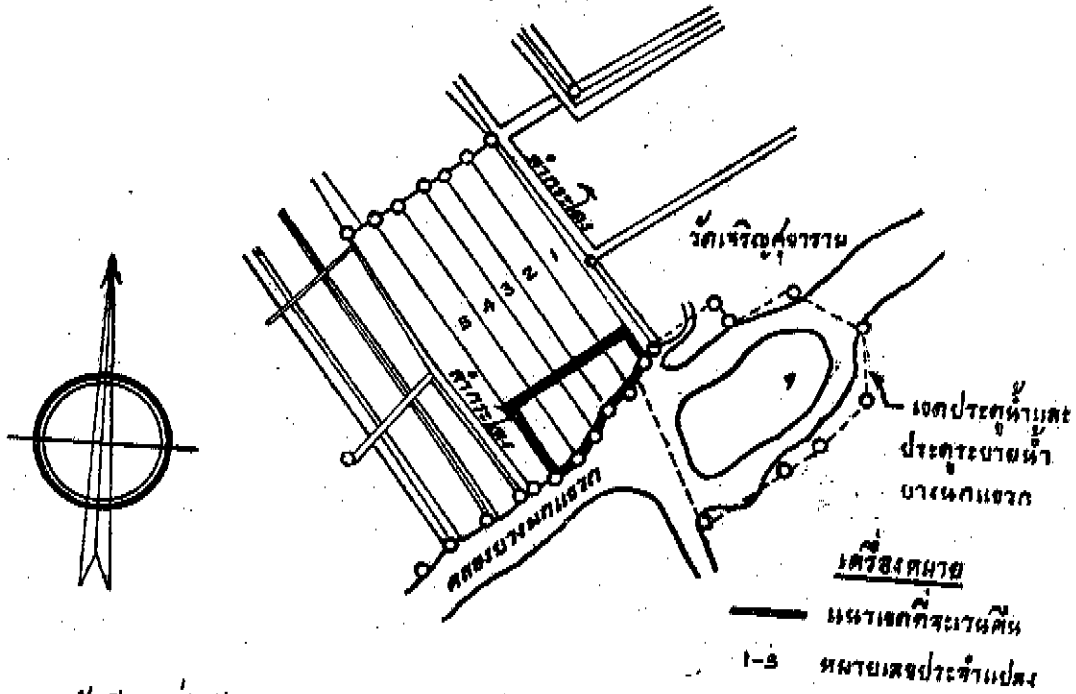 ลำกระโดง
วัดเจริญสุขาราม
1
2
3
4
5
ลำกระโดง
คลองบางนกแขวก
เขตประตูน้ำและ
ประตูระบายน้ำ
บางนกแขวก
เครื่องหมาย
แนวเขตที่จะเวนคืน
1-5 หมายเลขประจำแปลง